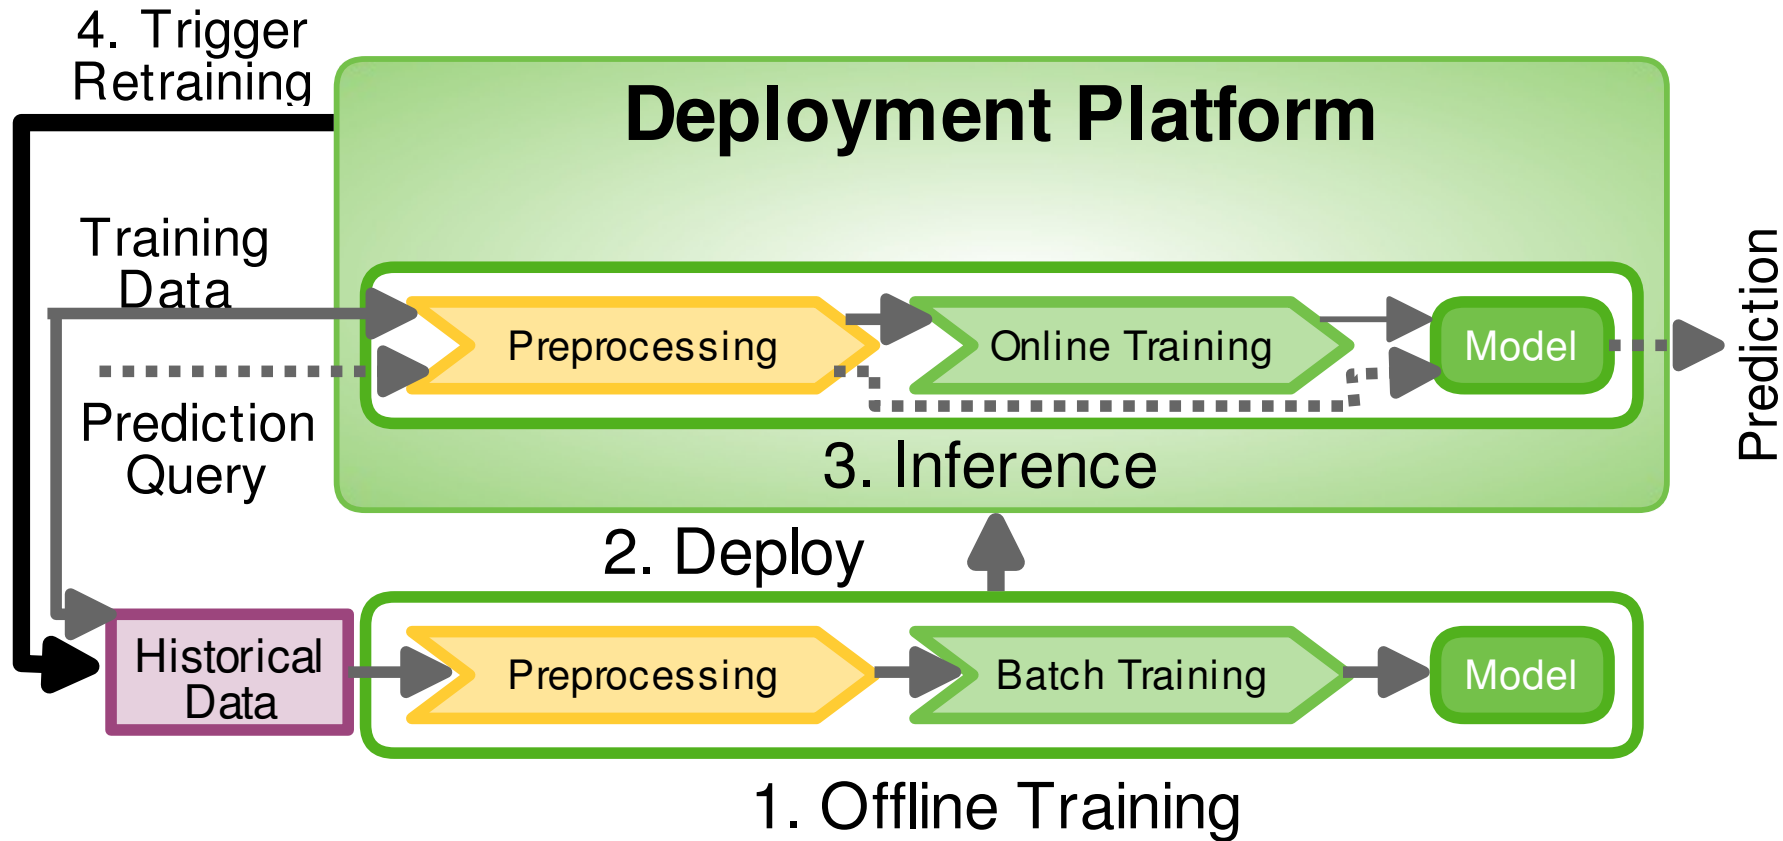 4. Trigger
Retraining
Deployment Platform
Training
Data
Preprocessing
Online Training
Model
Prediction
Prediction
Query
3. Inference
2. Deploy
Historical
Data
Preprocessing
Batch Training
Model
1. Offline Training